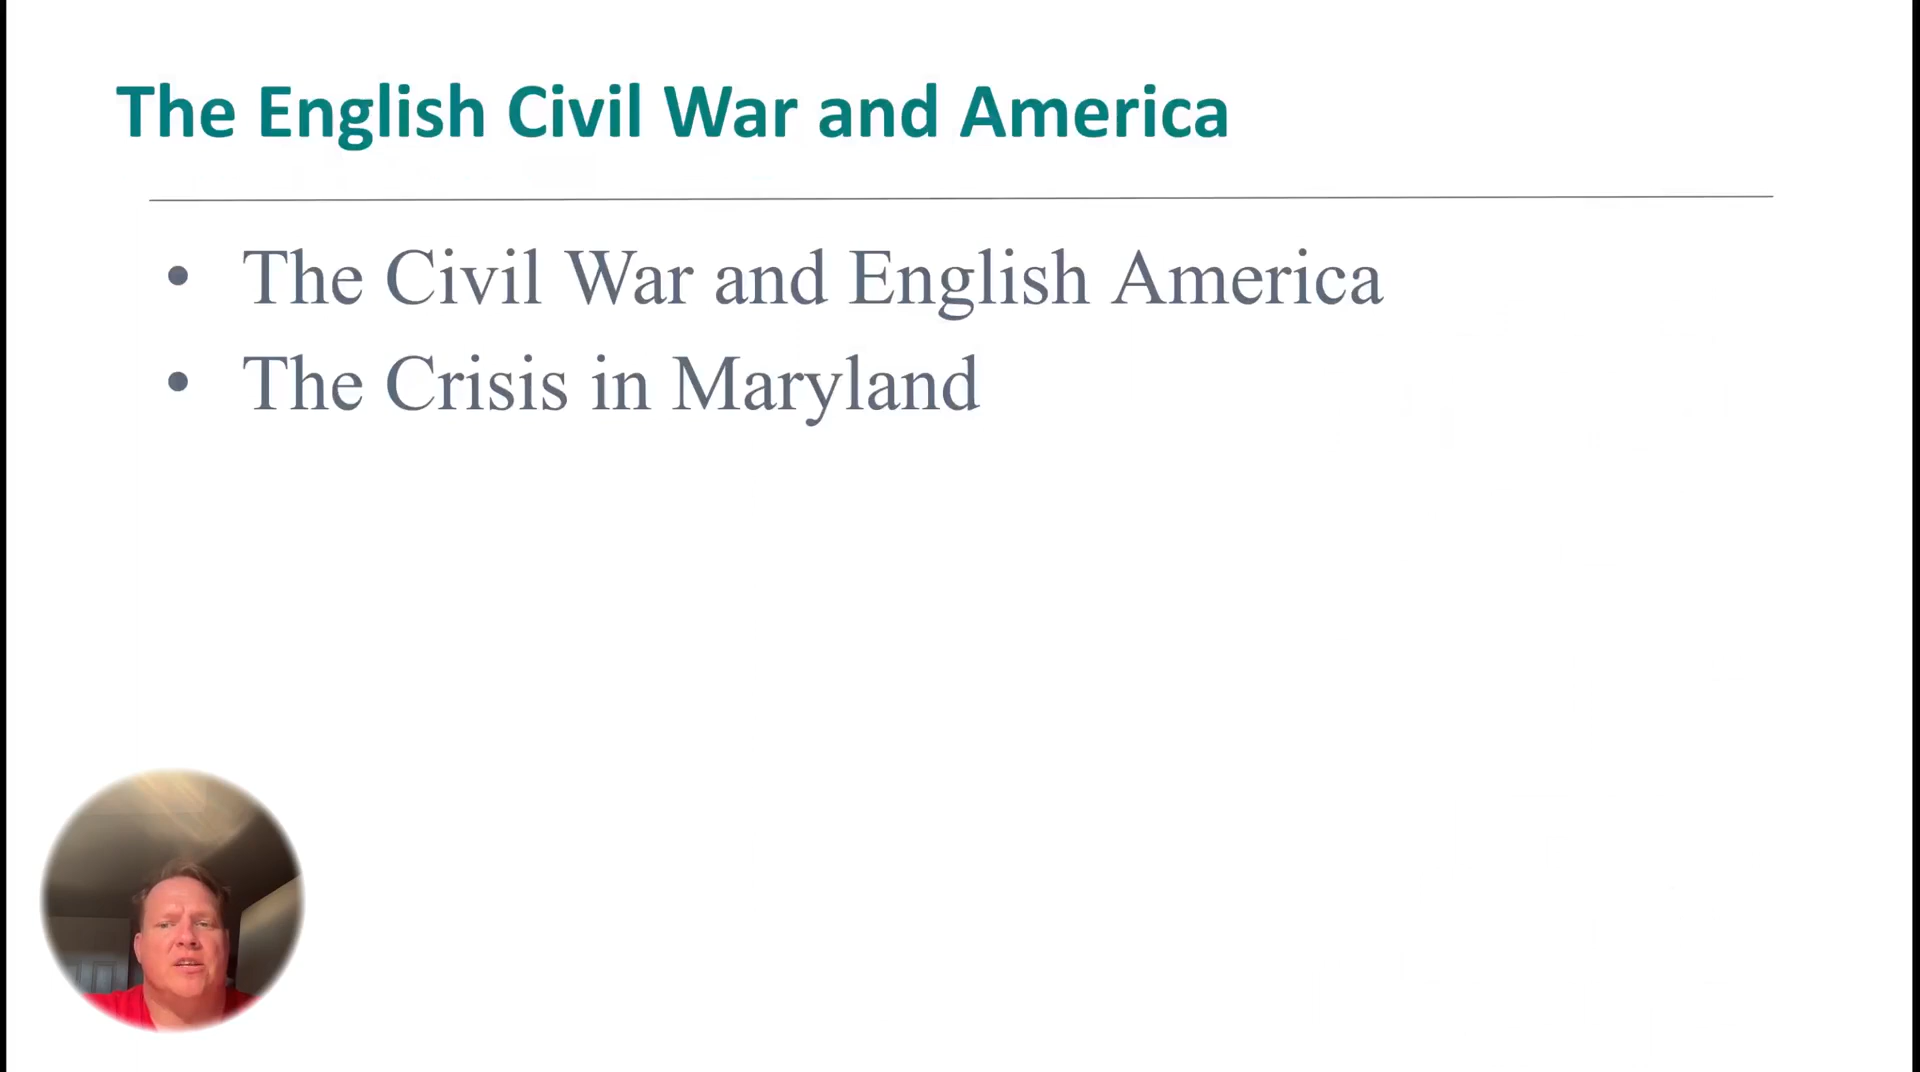 The English Civil War and America
• The Civil War and English America
• The Crisis in Maryland